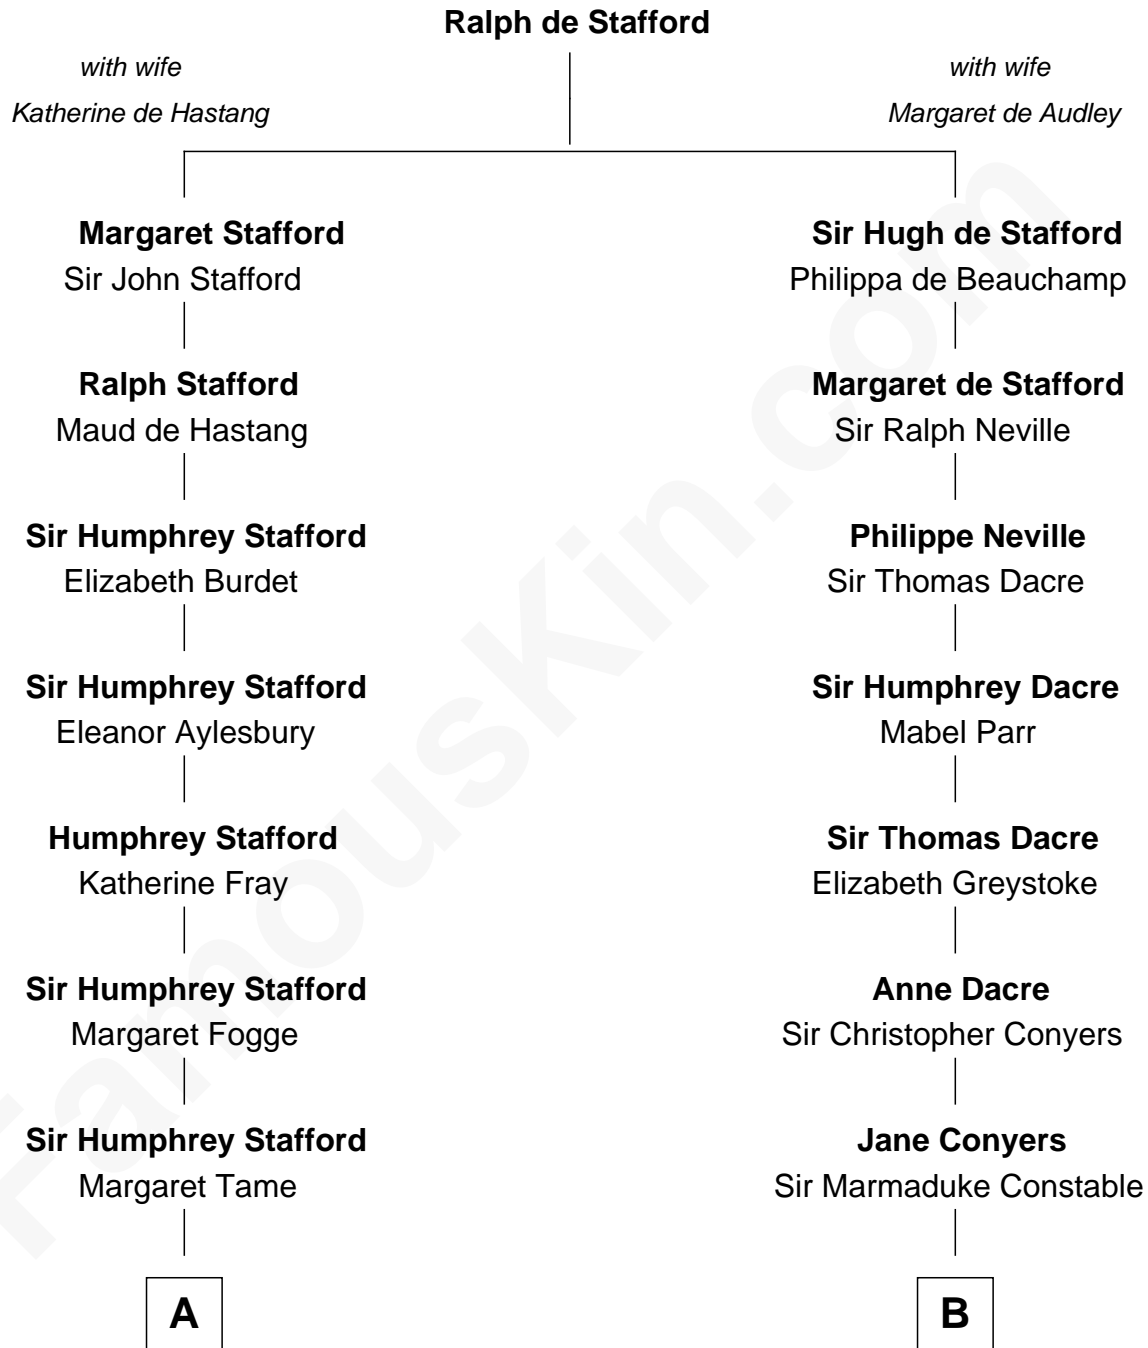 Ralph de Stafford
with wife
Katherine de Hastang
with wife
Margaret de Audley
Margaret Stafford
Sir John Stafford
Sir Hugh de Stafford
Philippa de Beauchamp
Ralph Stafford
Maud de Hastang
Margaret de Stafford
Sir Ralph Neville
Sir Humphrey Stafford
Elizabeth Burdet
Philippe Neville
Sir Thomas Dacre
Sir Humphrey Stafford
Eleanor Aylesbury
Sir Humphrey Dacre
Mabel Parr
Humphrey Stafford
Katherine Fray
Sir Thomas Dacre
Elizabeth Greystoke
Sir Humphrey Stafford
Margaret Fogge
Anne Dacre
Sir Christopher Conyers
Sir Humphrey Stafford
Margaret Tame
Jane Conyers
Sir Marmaduke Constable
A
B
FamousKin.com